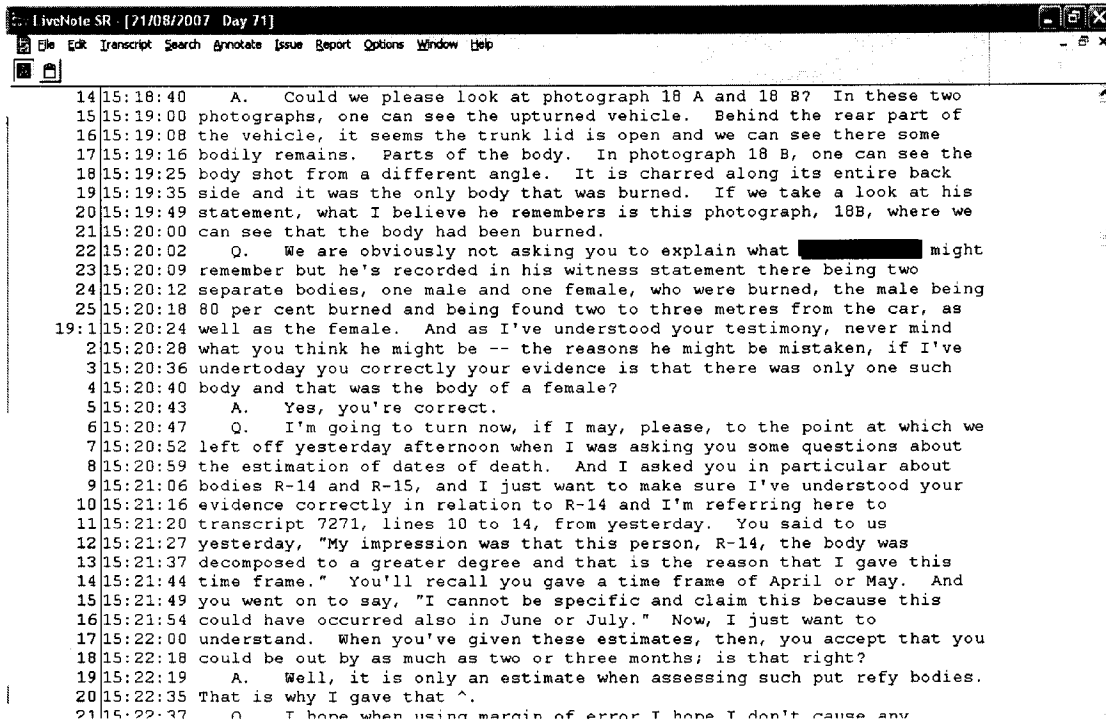 LiveNote SR - [21/08/2007 Day 71]
File Edit Transcript Search Annotate Issue Report Options Window Help
14 15:18:40 A. Could we please look at photograph 18 A and 18 B? In these two
15 15:19:00 photographs, one can see the upturned vehicle. Behind the rear part of
16 15:19:08 the vehicle, it seems the trunk lid is open and we can see there some
17 15:19:16 bodily remains. Parts of the body. In photograph 18 B, one can see the
18 15:19:25 body shot from a different angle. It is charred along its entire back
19 15:19:35 side and it was the only body that was burned. If we take a look at his
20 15:19:49 statement, what I believe he remembers is this photograph, 18B, where we
21 15:20:00 can see that the body had been burned.
22 15:20:02 Q. We are obviously not asking you to explain what might
23 15:20:09 remember but he's recorded in his witness statement there being two
24 15:20:12 separate bodies, one male and one female, who were burned, the male being
25 15:20:18 80 per cent burned and being found two to three metres from the car, as
19:1 15:20:24 well as the female. And as I've understood your testimony, never mind
2 15:20:28 what you think he might be -- the reasons he might be mistaken, if I've
3 15:20:36 undertoday you correctly your evidence is that there was only one such
4 15:20:40 body and that was the body of a female?
5 15:20:43 A. Yes, you're correct.
6 15:20:47 Q. I'm going to turn now, if I may, please, to the point at which we
7 15:20:52 left off yesterday afternoon when I was asking you some questions about
8 15:20:59 the estimation of dates of death. And I asked you in particular about
9 15:21:06 bodies R-14 and R-15, and I just want to make sure I've understood your
10 15:21:16 evidence correctly in relation to R-14 and I'm referring here to
11 15:21:20 transcript 7271, lines 10 to 14, from yesterday. You said to us
12 15:21:27 yesterday, "My impression was that this person, R-14, the body was
13 15:21:37 decomposed to a greater degree and that is the reason that I gave this
14 15:21:44 time frame." You'll recall you gave a time frame of April or May. And
15 15:21:49 you went on to say, "I cannot be specific and claim this because this
16 15:21:54 could have occurred also in June or July." Now, I just want to
17 15:22:00 understand. When you've given these estimates, then, you accept that you
18 15:22:18 could be out by as much as two or three months; is that right?
19 15:22:19 A. Well, it is only an estimate when assessing such put refy bodies.
20 15:22:35 That is why I gave that ^.
21 15:22:37 Q. I hope when using margin of error I hope I don't cause any